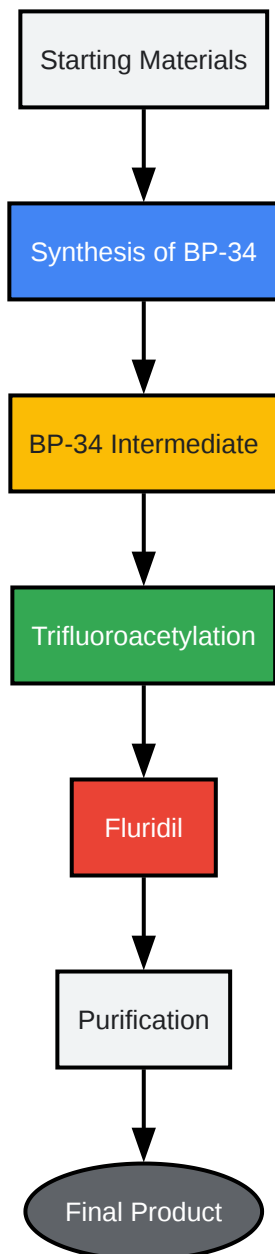 Starting Materials
Synthesis of BP-34
BP-34 Intermediate
Trifluoroacetylation
Fluridil
Purification
Final Product